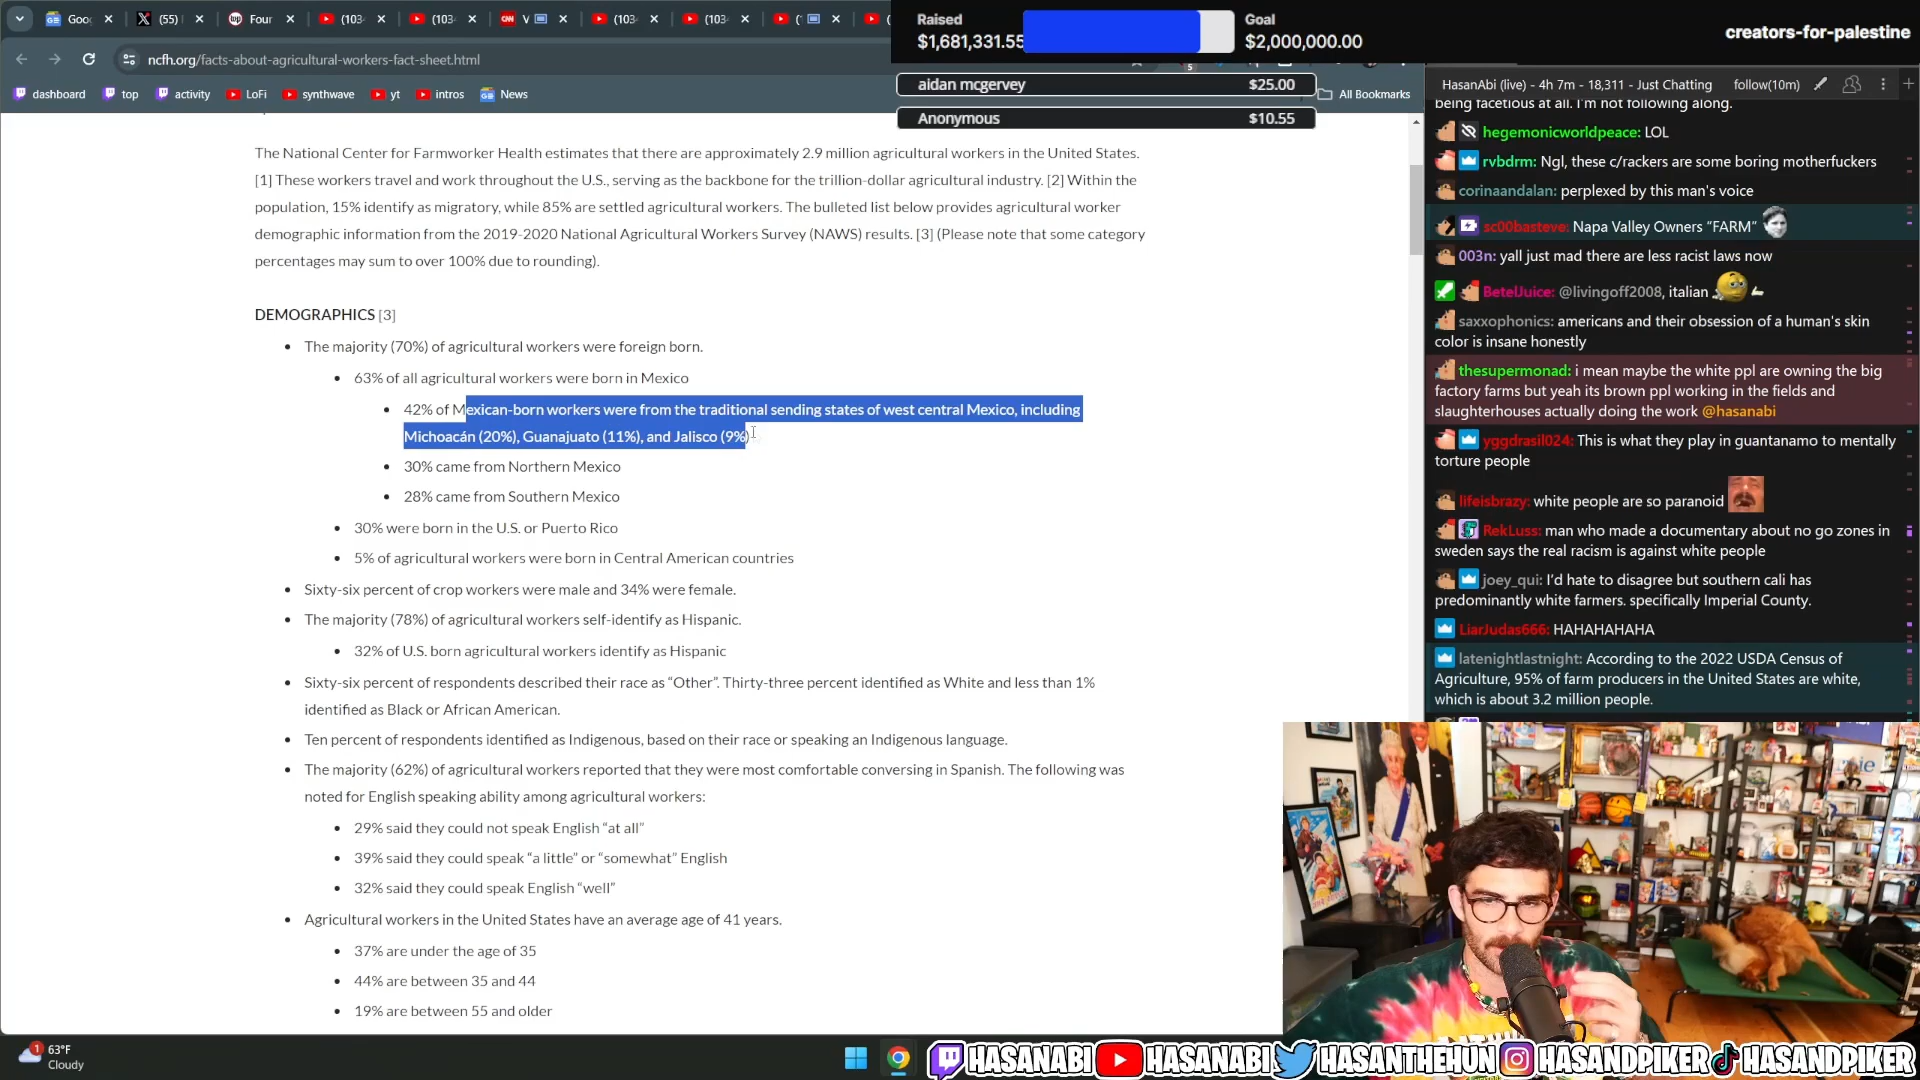 Goog
(55)
Four
(103
(103
CNN V
(103
(103
(1
Raised
$1,681,331.55
Goal
$2,000,000.00
creators-for-palestine
ncfh.org/facts-about-agricultural-workers-fact-sheet.html
5
aidan mcgervey $25.00
Anonymous $10.55
dashboard
top
activity
LoFi
synthwave
yt
intros
News
All Bookmarks
The National Center for Farmworker Health estimates that there are approximately 2.9 million agricultural workers in the United States.
[1] These workers travel and work throughout the U.S., serving as the backbone for the trillion-dollar agricultural industry. [2] Within the
population, 15% identify as migratory, while 85% are settled agricultural workers. The bulleted list below provides agricultural worker
demographic information from the 2019-2020 National Agricultural Workers Survey (NAWS) results. [3] (Please note that some category
percentages may sum to over 100% due to rounding).
DEMOGRAPHICS [3]
The majority (70%) of agricultural workers were foreign born.
63% of all agricultural workers were born in Mexico
42% of Mexican-born workers were from the traditional sending states of west central Mexico, including
Michoacán (20%), Guanajuato (11%), and Jalisco (9%)
30% came from Northern Mexico
28% came from Southern Mexico
30% were born in the U.S. or Puerto Rico
5% of agricultural workers were born in Central American countries
Sixty-six percent of crop workers were male and 34% were female.
The majority (78%) of agricultural workers self-identify as Hispanic.
32% of U.S. born agricultural workers identify as Hispanic
Sixty-six percent of respondents described their race as “Other”. Thirty-three percent identified as White and less than 1%
identified as Black or African American.
Ten percent of respondents identified as Indigenous, based on their race or speaking an Indigenous language.
The majority (62%) of agricultural workers reported that they were most comfortable conversing in Spanish. The following was
noted for English speaking ability among agricultural workers:
29% said they could not speak English “at all”
39% said they could speak “a little” or “somewhat” English
32% said they could speak English “well”
Agricultural workers in the United States have an average age of 41 years.
37% are under the age of 35
44% are between 35 and 44
19% are between 55 and older
HasanAbi (live) - 4h 7m - 18,311 - Just Chatting follow(10m)
being facetious at all. I'm not following along.
hegemonicworldpeace: LOL
rvbdrm: Ngl, these c/rackers are some boring motherfuckers
corinaandalan: perplexed by this man's voice
sc00basteve: Napa Valley Owners “FARM”
003n: yall just mad there are less racist laws now
BetelJuice: @livingoff2008, italian
saxxophonics: americans and their obsession of a human's skin
color is insane honestly
thesupermonad: i mean maybe the white ppl are owning the big
factory farms but yeah its brown ppl working in the fields and
slaughterhouses actually doing the work @hasanabi
yggdrasil024: This is what they play in guantanamo to mentally
torture people
lifeisbrazy: white people are so paranoid
RekLuss: man who made a documentary about no go zones in
sweden says the real racism is against white people
joey_qui: I'd hate to disagree but southern cali has
predominantly white farmers. specifically Imperial County.
LiarJudas666: HAHAHAHAHA
latenightlastnight: According to the 2022 USDA Census of
Agriculture, 95% of farm producers in the United States are white,
which is about 3.2 million people.
1
63°F
Cloudy
HASANABI
HASANABI
HASANTHEHUN
HASANDPIKER
HASANDPIKER